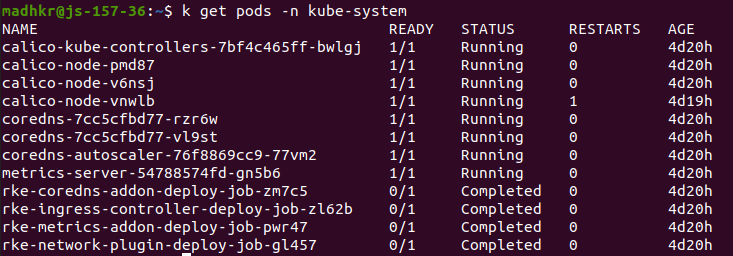 madhkr@js-157-36:~$ k get pods -n kube-system
NAME READY STATUS RESTARTS AGE
calico-kube-controllers-7bf4c465ff-bwlgj 1/1 Running 0 4d20h
calico-node-pmd87 1/1 Running 0 4d20h
calico-node-v6nsj 1/1 Running 0 4d20h
calico-node-vnwlb 1/1 Running 1 4d19h
coredns-7cc5cfbd77-rzr6w 1/1 Running 0 4d20h
coredns-7cc5cfbd77-vl9st 1/1 Running 0 4d20h
coredns-autoscaler-76f8869cc9-77vm2 1/1 Running 0 4d20h
metrics-server-54788574fd-gn5b6 1/1 Running 0 4d20h
rke-coredns-addon-deploy-job-zm7c5 0/1 Completed 0 4d20h
rke-ingress-controller-deploy-job-zl62b 0/1 Completed 0 4d20h
rke-metrics-addon-deploy-job-pwr47 0/1 Completed 0 4d20h
rke-network-plugin-deploy-job-gl457 0/1 Completed 0 4d20h